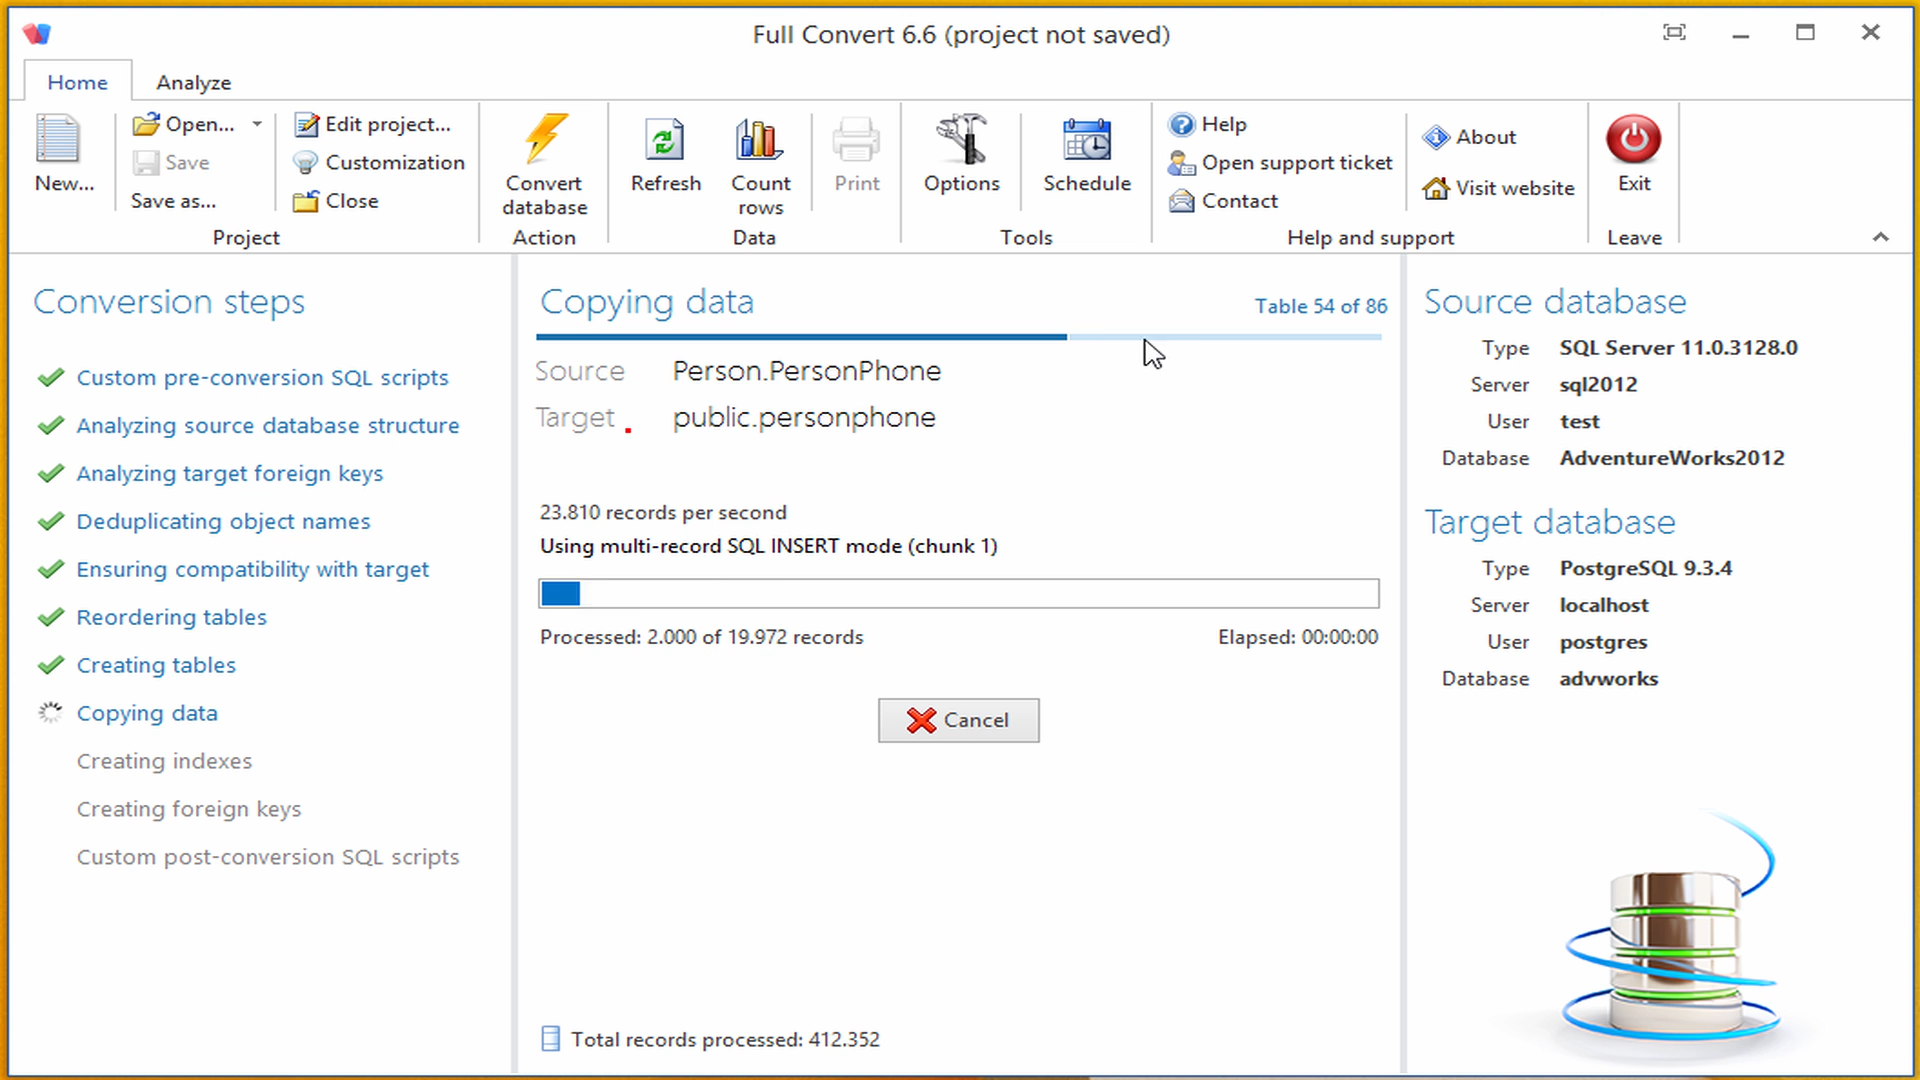 Full Convert 6.6 (project not saved)
Home
Analyze
New...
Open...
Save
Save as...
Edit project...
Customization
Close
Project
Convert
database
Action
Refresh
Count
rows
Print
Data
Options
Schedule
Tools
Help
Open support ticket
Contact
About
Visit website
Help and support
Exit
Leave
Conversion steps
Custom pre-conversion SQL scripts
Analyzing source database structure
Analyzing target foreign keys
Deduplicating object names
Ensuring compatibility with target
Reordering tables
Creating tables
Copying data
Creating indexes
Creating foreign keys
Custom post-conversion SQL scripts
Copying data
Table 54 of 86
Source Person.PersonPhone
Target public.personphone
23.810 records per second
Using multi-record SQL INSERT mode (chunk 1)
Processed: 2.000 of 19.972 records
Elapsed: 00:00:00
Cancel
Total records processed: 412.352
Source database
Type SQL Server 11.0.3128.0
Server sql2012
User test
Database AdventureWorks2012
Target database
Type PostgreSQL 9.3.4
Server localhost
User postgres
Database advworks